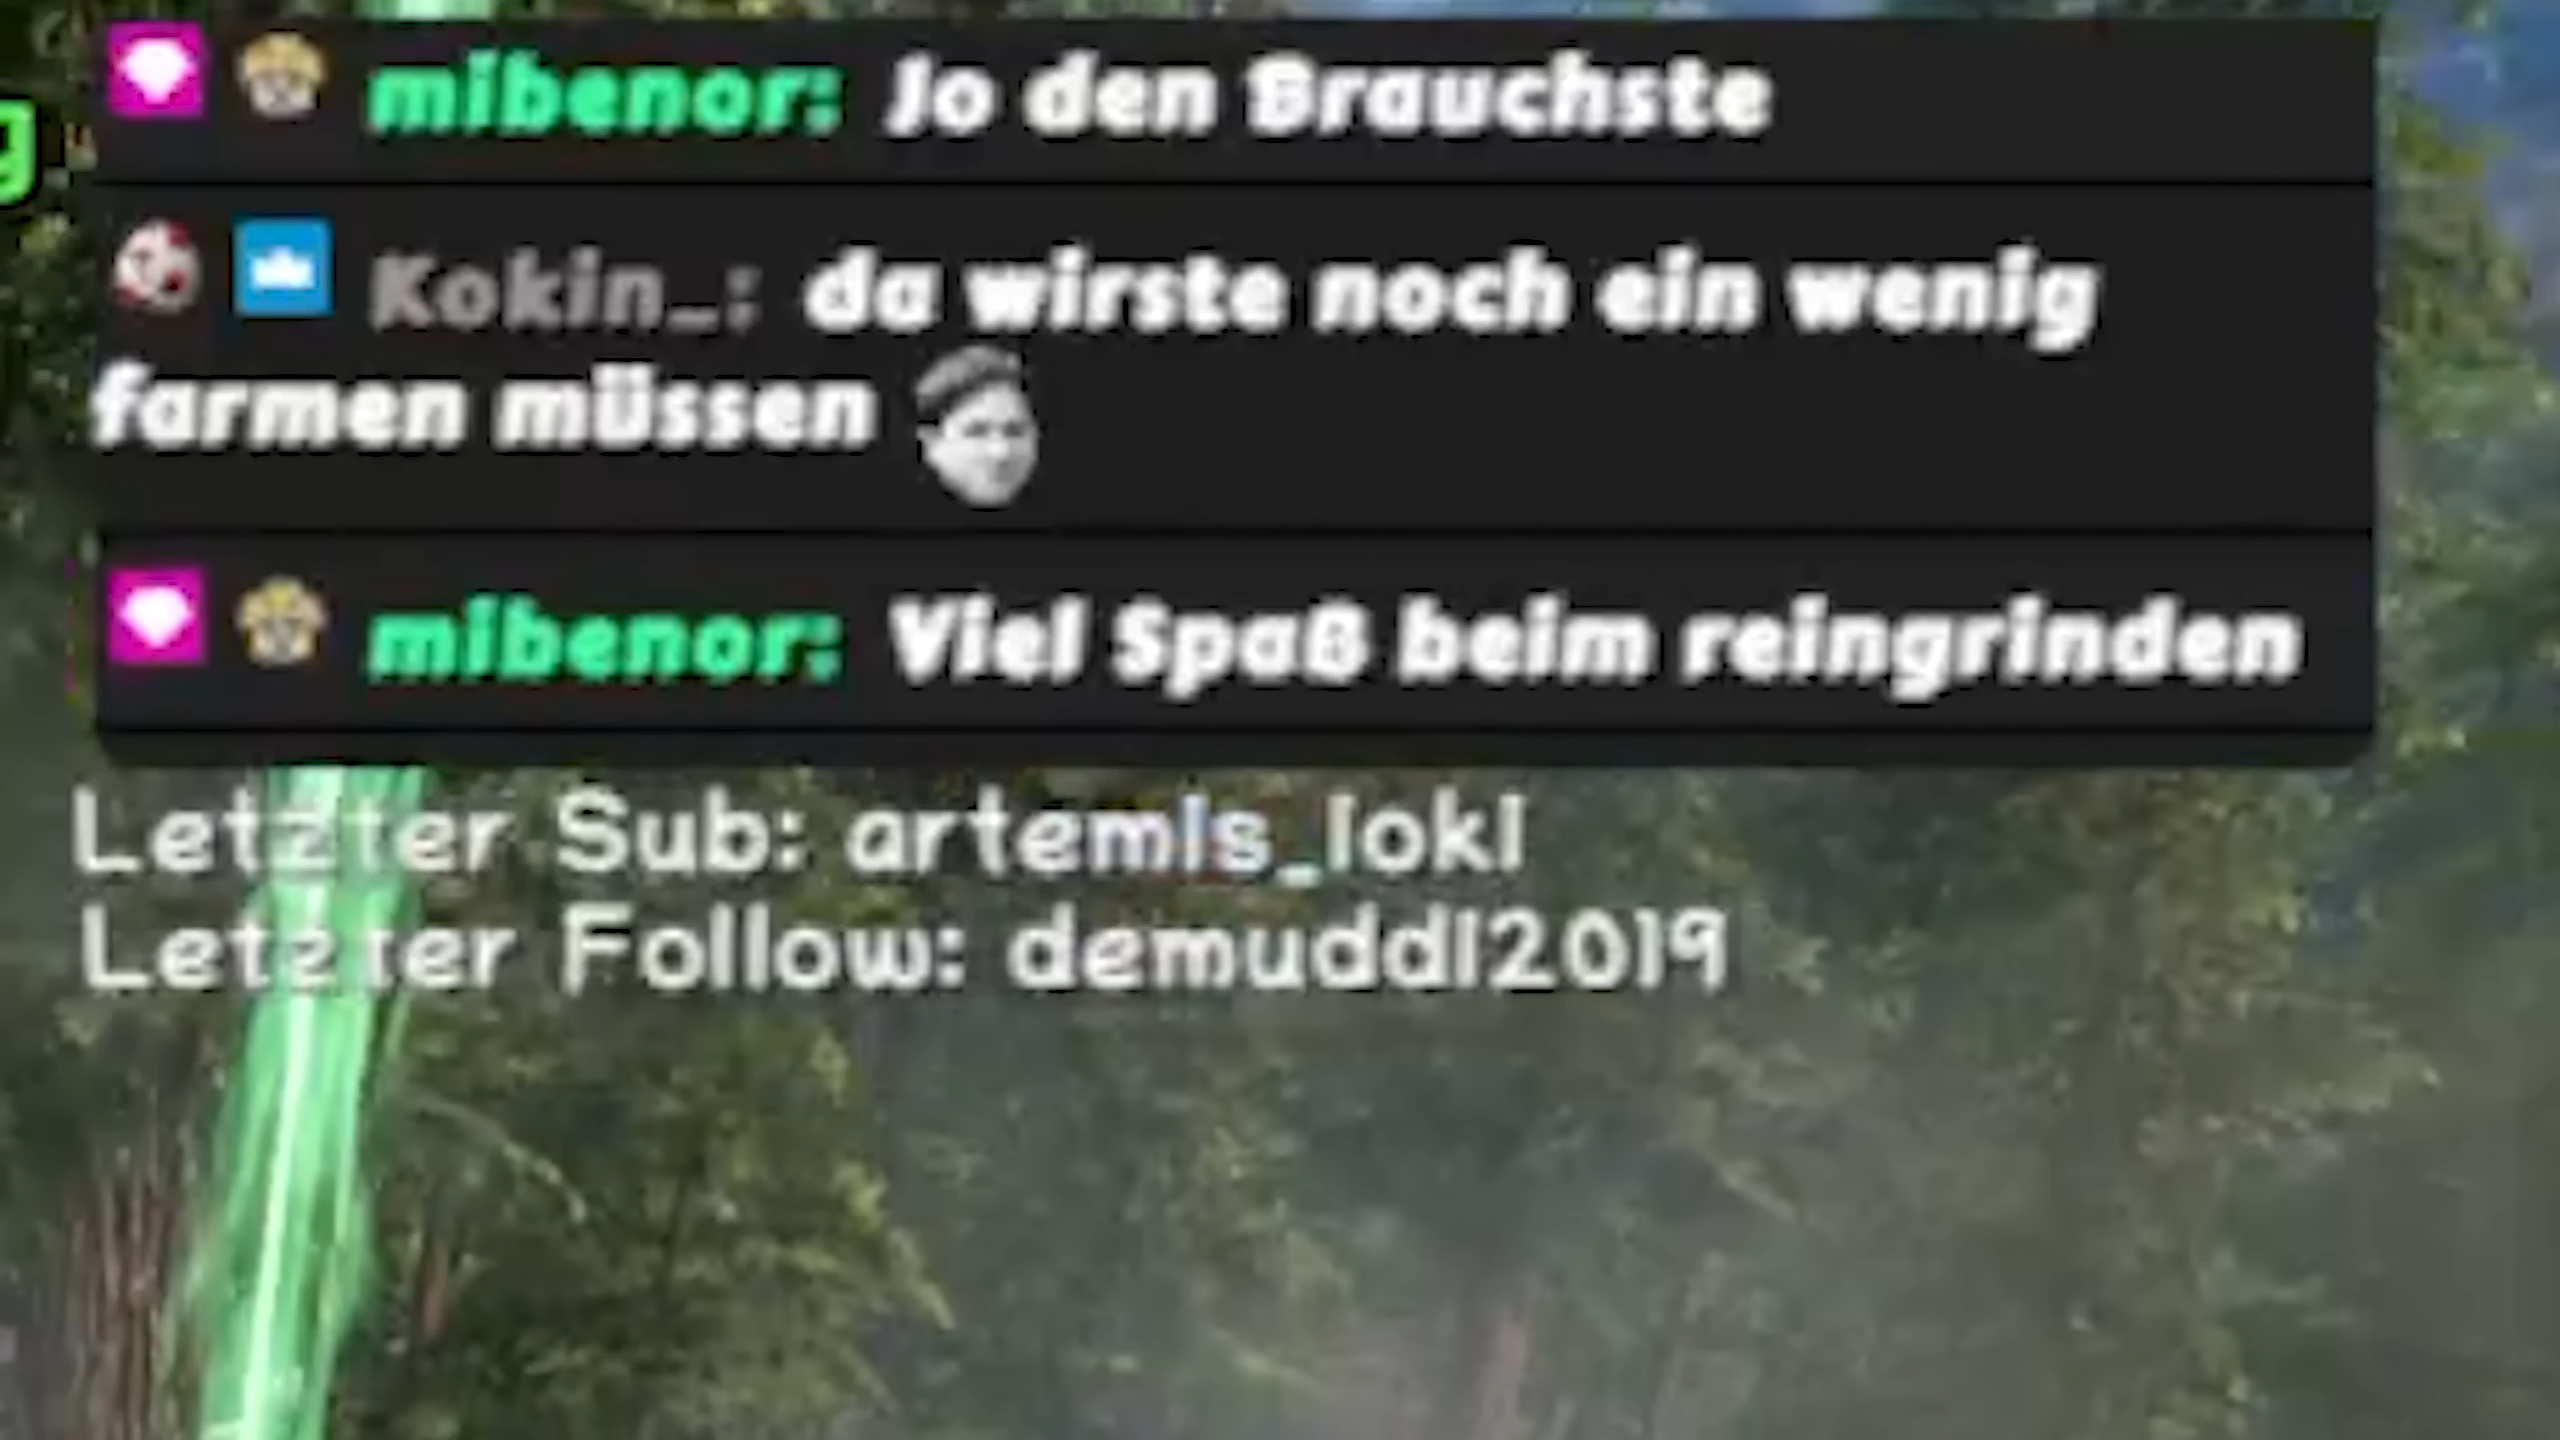 mibenor: Jo den Brauchste
Kokin_: da wirste noch ein wenig
farmen müssen
mibenor: Viel Spaß beim reingrinden
Letzter Sub: artemis_loki
Letzter Follow: demuddi2019